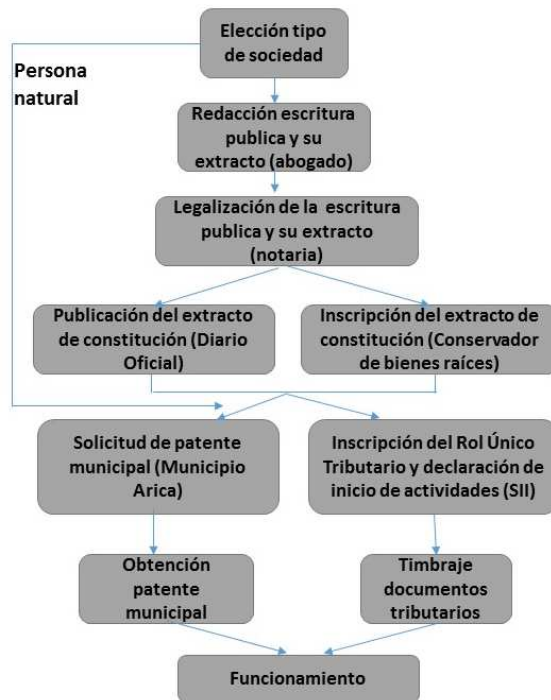 Elección tipo
de sociedad
Persona
natural
Redacción escritura
publica y su
extracto (abogado)
Legalización de la escritura
publica y su extracto
(notaria)
Publicación del extracto
de constitución (Diario
Oficial)
Inscripción del extracto de
constitución (Conservador
de bienes raíces)
Solicitud de patente
municipal (Municipio
Arica)
Inscripción del Rol Único
Tributario y declaración de
inicio de actividades (SII)
Obtención
patente
municipal
Timbraje
documentos
tributarios
Funcionamiento